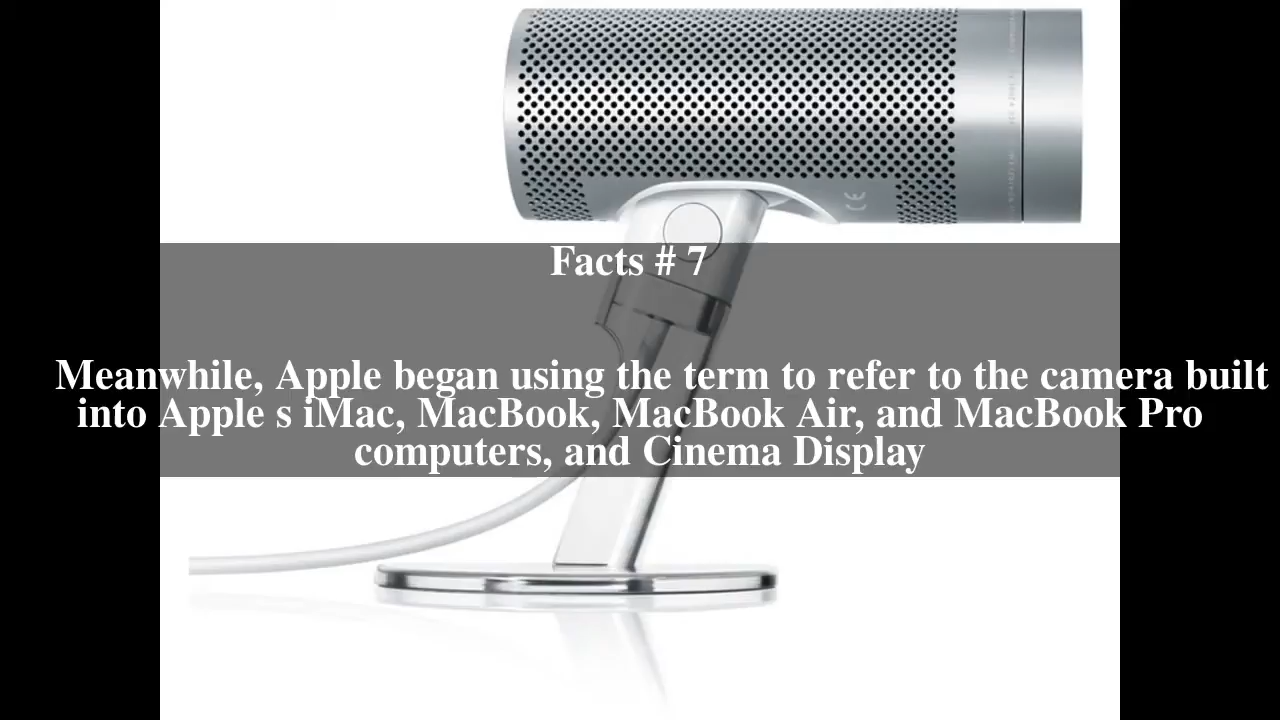 Facts # 7
Meanwhile, Apple began using the term to refer to the camera built
into Apple s iMac, MacBook, MacBook Air, and MacBook Pro
computers, and Cinema Display